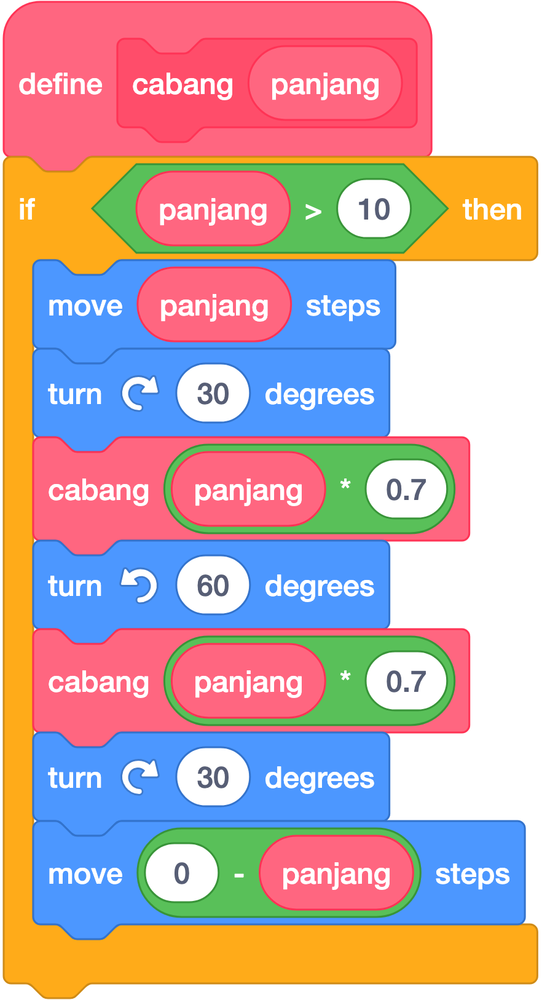 define cabang panjang
if panjang > 10 then
move panjang steps
turn 30 degrees
cabang panjang * 0.7
turn 60 degrees
cabang panjang * 0.7
turn 30 degrees
move 0 - panjang steps